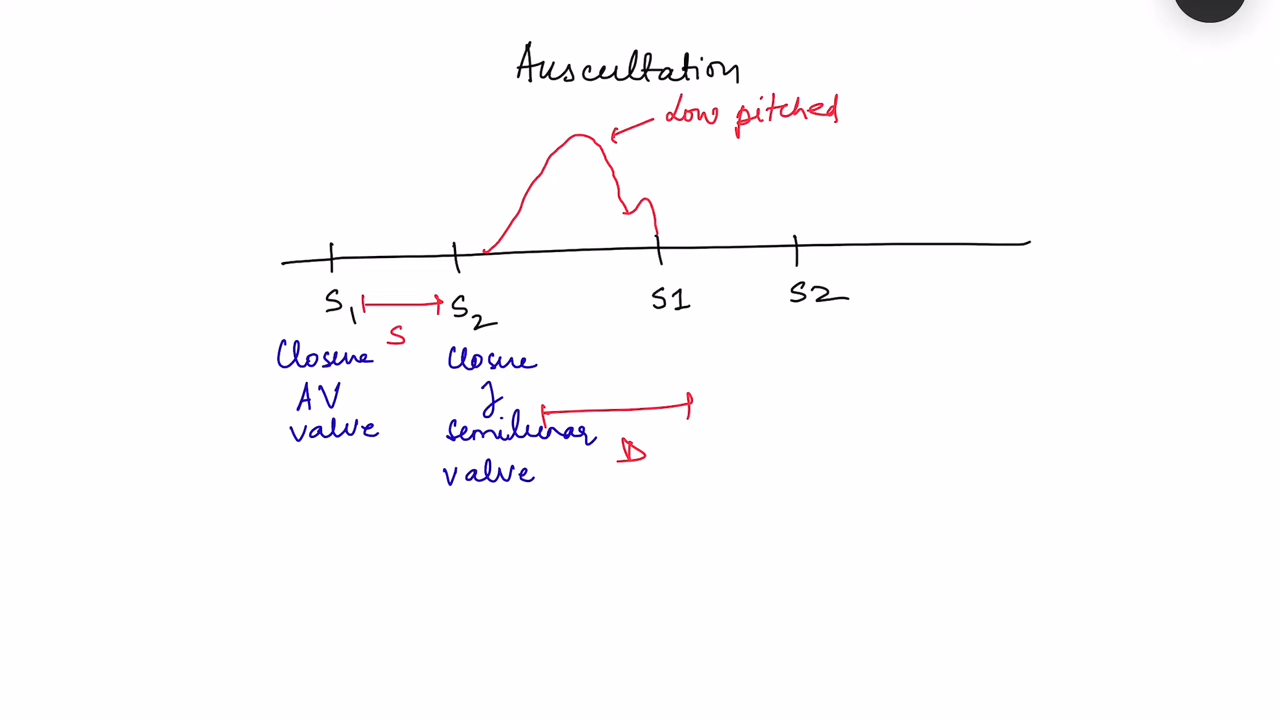 Auscultation
Low pitched
S1 S2 S1 S2
S
Closure Closure
AV of
valve semilunar
valve
D